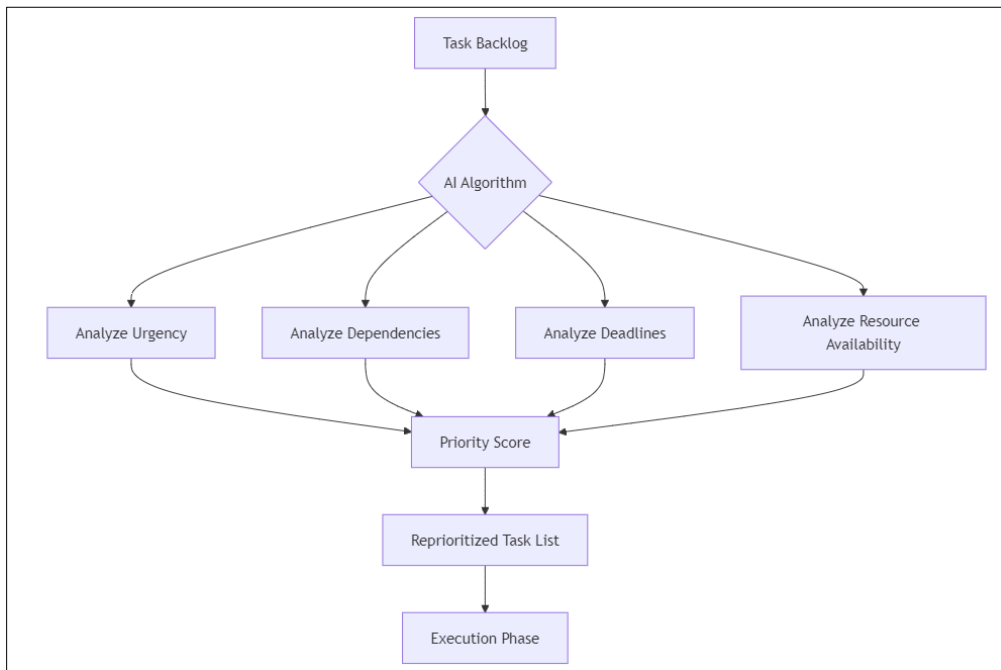 Task Backlog
AI Algorithm
Analyze Urgency
Analyze Dependencies
Analyze Deadlines
Analyze Resource
Availability
Priority Score
Reprioritized Task List
Execution Phase